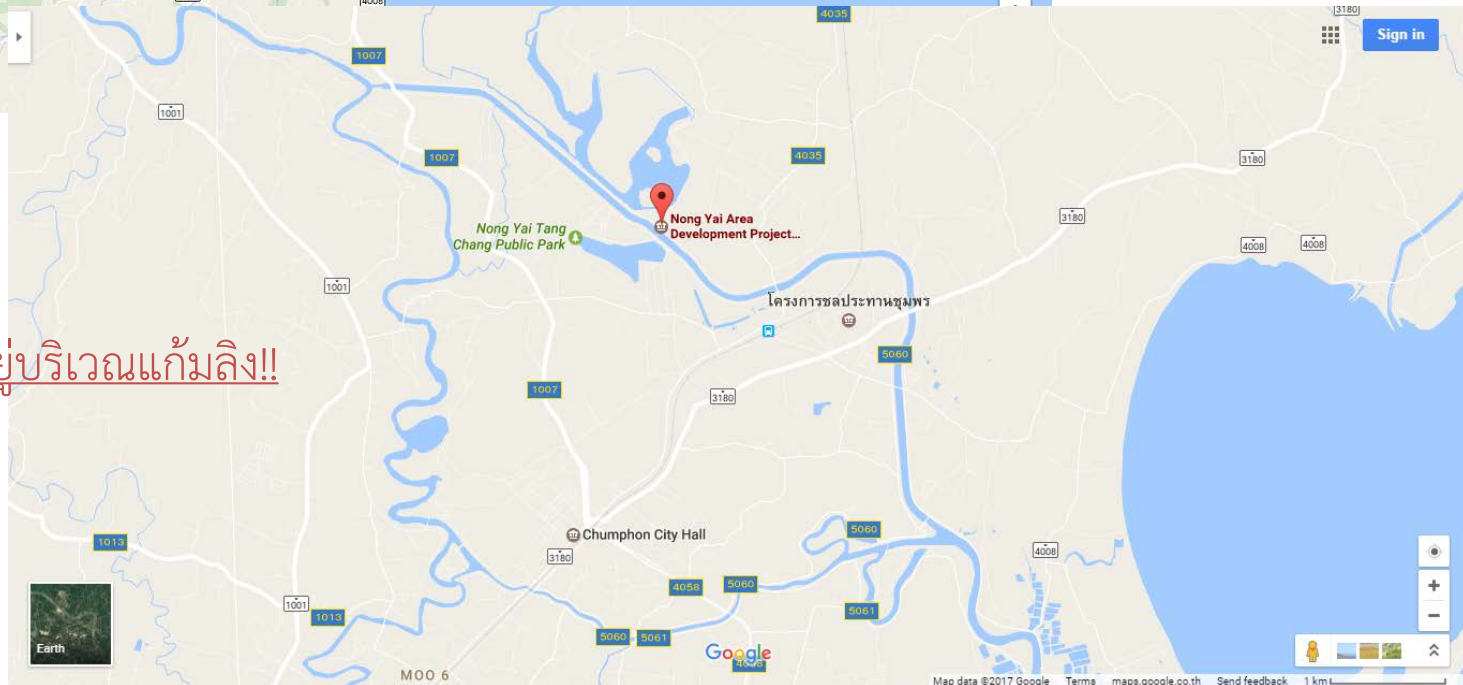 4008
4035
3180
Sign in
1007
1001
4035
1007
3180
Nong Yai Tang
Chang Public Park
Nong Yai Area
Development Project...
3180
4008
4008
1001
โครงการชลประทานชุมพร
ยู่บริเวณแก้มลิง!!
5060
1007
3180
Chumphon City Hall
5060
1013
3180
4008
4058
5060
1001
1013
5061
5060
5061
Earth
Google
4008
MOO 6
Map data ©2017 Google Terms maps.google.co.th Send feedback 1 km